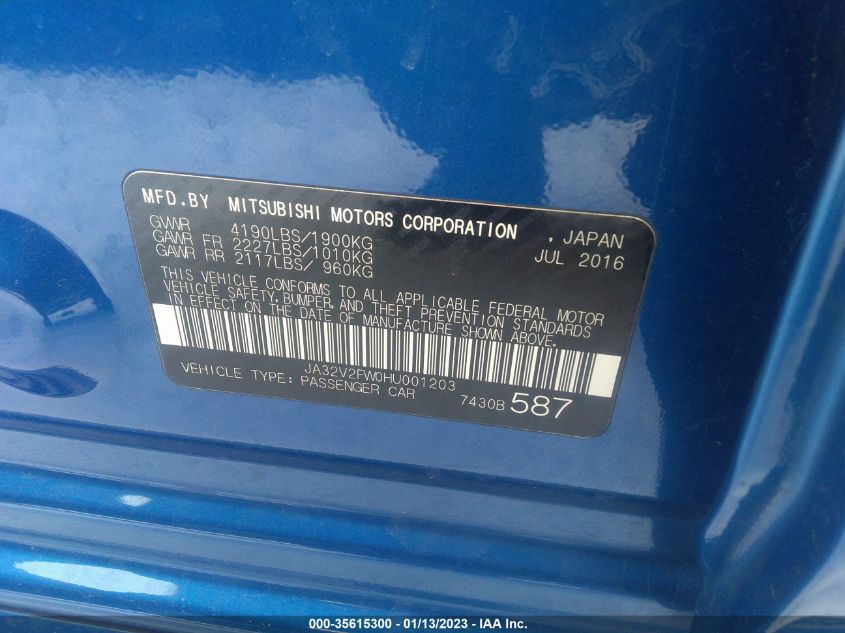 MFD.BY MITSUBISHI MOTORS CORPORATION , JAPAN
GVWR 4190LBS/1900KG JUL 2016
GAWR FR 2227LBS/1010KG
GAWR RR 2117LBS/ 960KG
THIS VEHICLE CONFORMS TO ALL APPLICABLE FEDERAL MOTOR
VEHICLE SAFETY, BUMPER, AND THEFT PREVENTION STANDARDS
IN EFFECT ON THE DATE OF MANUFACTURE SHOWN ABOVE.
JA32V2FW0HU001203
VEHICLE TYPE: PASSENGER CAR 7430B 587
000-35615300 - 01/13/2023 - IAA Inc.